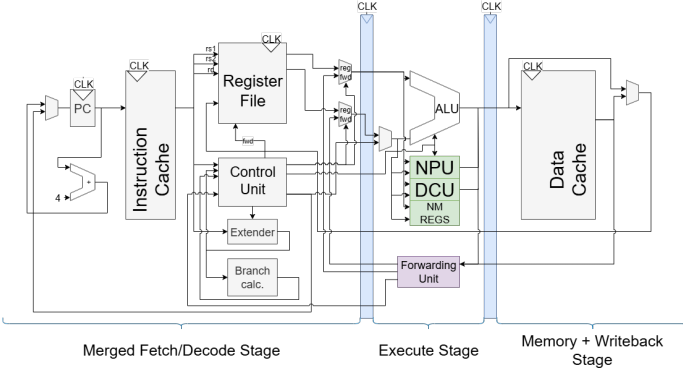 CLK
CLK
CLK
CLK
CLK
CLK
rs1
rs2
rd
reg
fwd
reg
fwd
PC
Register
File
ALU
Instruction
Cache
Data
Cache
fwd
+
4
Control
Unit
NPU
DCU
NM
REGS
Extender
Branch
calc.
Forwarding
Unit
Merged Fetch/Decode Stage
Execute Stage
Memory + Writeback
Stage